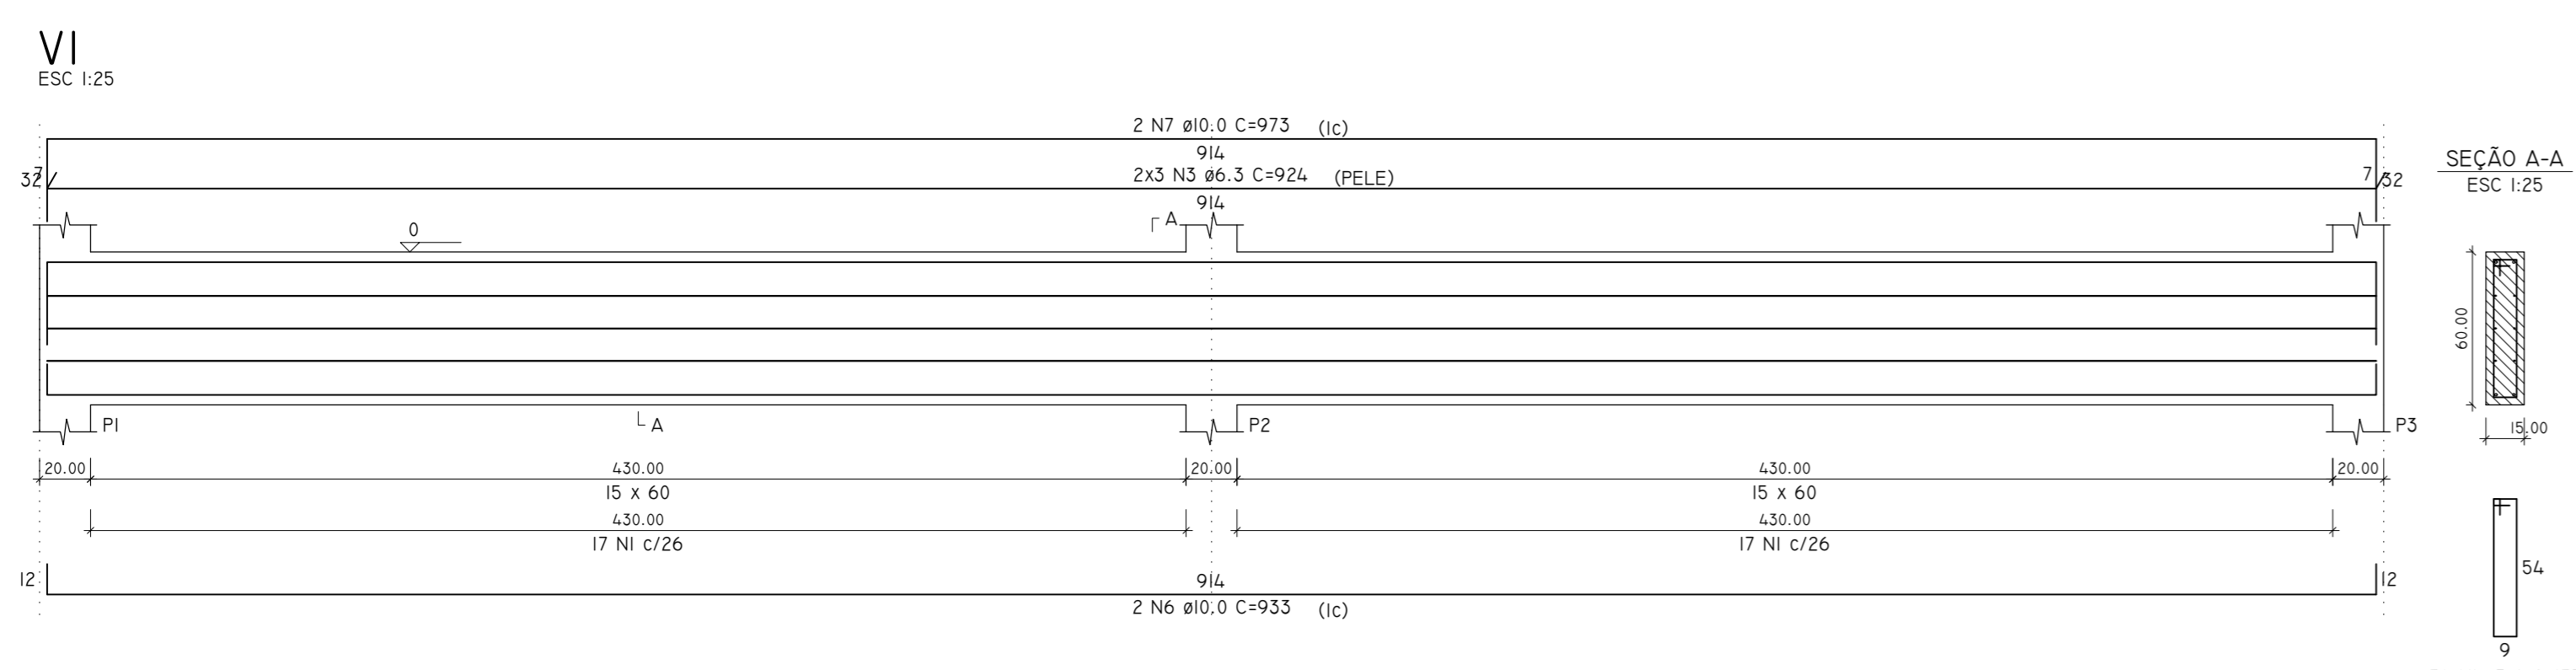 V1
ESC 1:25
2 N7 ø10.0 C=973 (1c)
914
32
7
2x3 N3 ø6.3 C=924 (PELE)
7
32
914
SEÇÃO A-A
ESC 1:25
A
0
60.00
15.00
P1
A
P2
P3
20.00
430.00
20.00
430.00
20.00
15 x 60
15 x 60
430.00
430.00
17 N1 c/26
17 N1 c/26
12
914
12
2 N6 ø10.0 C=933 (1c)
54
9